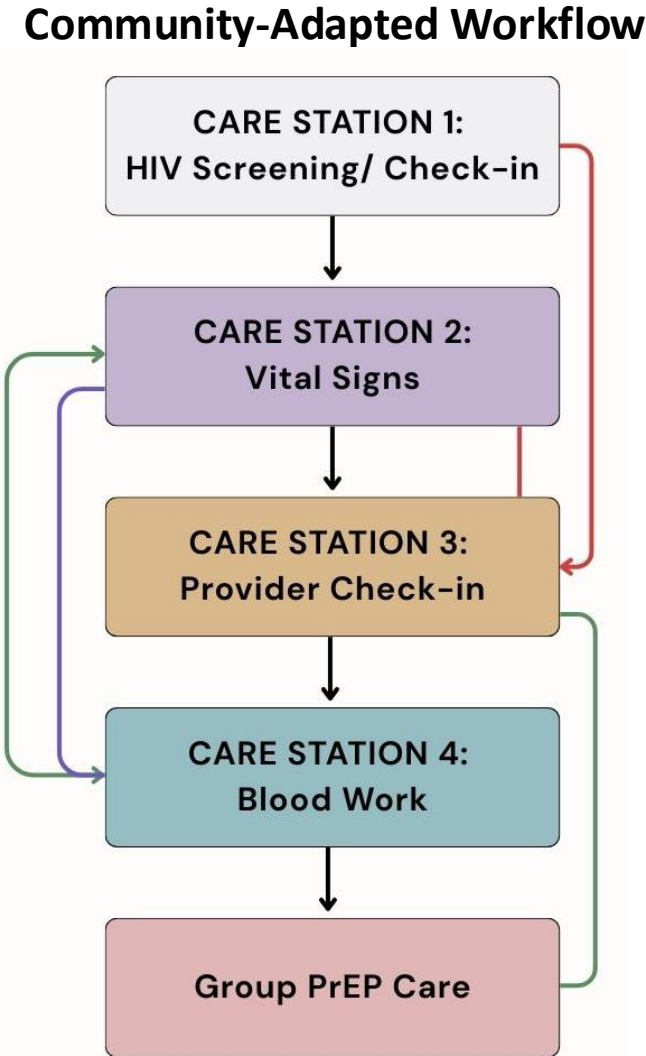 Community-Adapted Workflow
CARE STATION 1:
HIV Screening/ Check-in
CARE STATION 2:
Vital Signs
CARE STATION 3:
Provider Check-in
CARE STATION 4:
Blood Work
Group PrEP Care